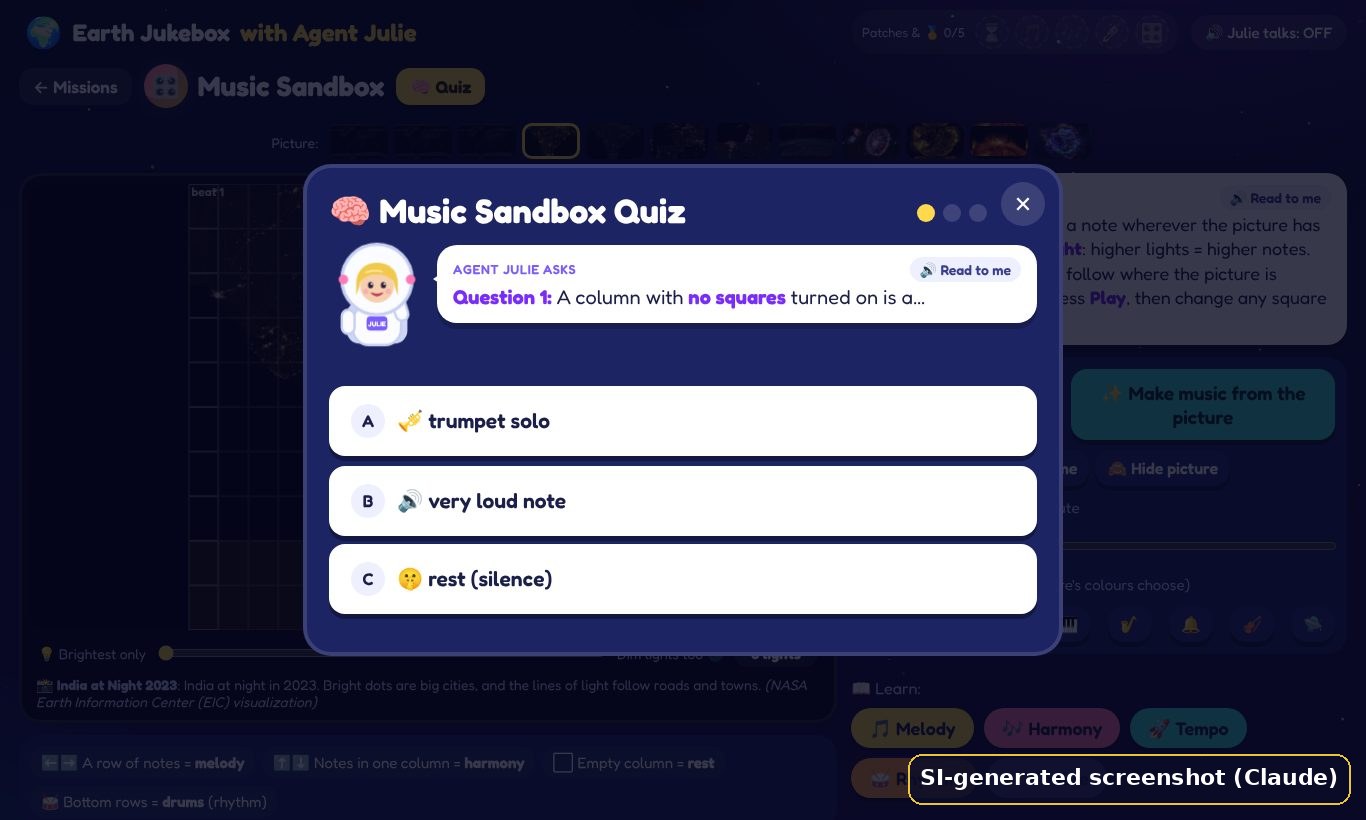 Earth Jukebox with Agent Julie
Patches & 🏅 0/5
Julie talks: OFF
← Missions
Music Sandbox
Quiz
Picture:
beat 1
Music Sandbox Quiz
AGENT JULIE ASKS
Read to me
Question 1: A column with no squares turned on is a...
JULIE
A trumpet solo
B very loud note
C rest (silence)
Read to me
a note wherever the picture has
ht: higher lights = higher notes.
follow where the picture is
ess Play, then change any square
Make music from the
picture
Hide picture
e's colours choose)
Brightest only
India at Night 2023: India at night in 2023. Bright dots are big cities, and the lines of light follow roads and towns. (NASA
Earth Information Center (EIC) visualization)
Learn:
Melody
Harmony
Tempo
A row of notes = melody
Notes in one column = harmony
Empty column = rest
Bottom rows = drums (rhythm)
SI-generated screenshot (Claude)